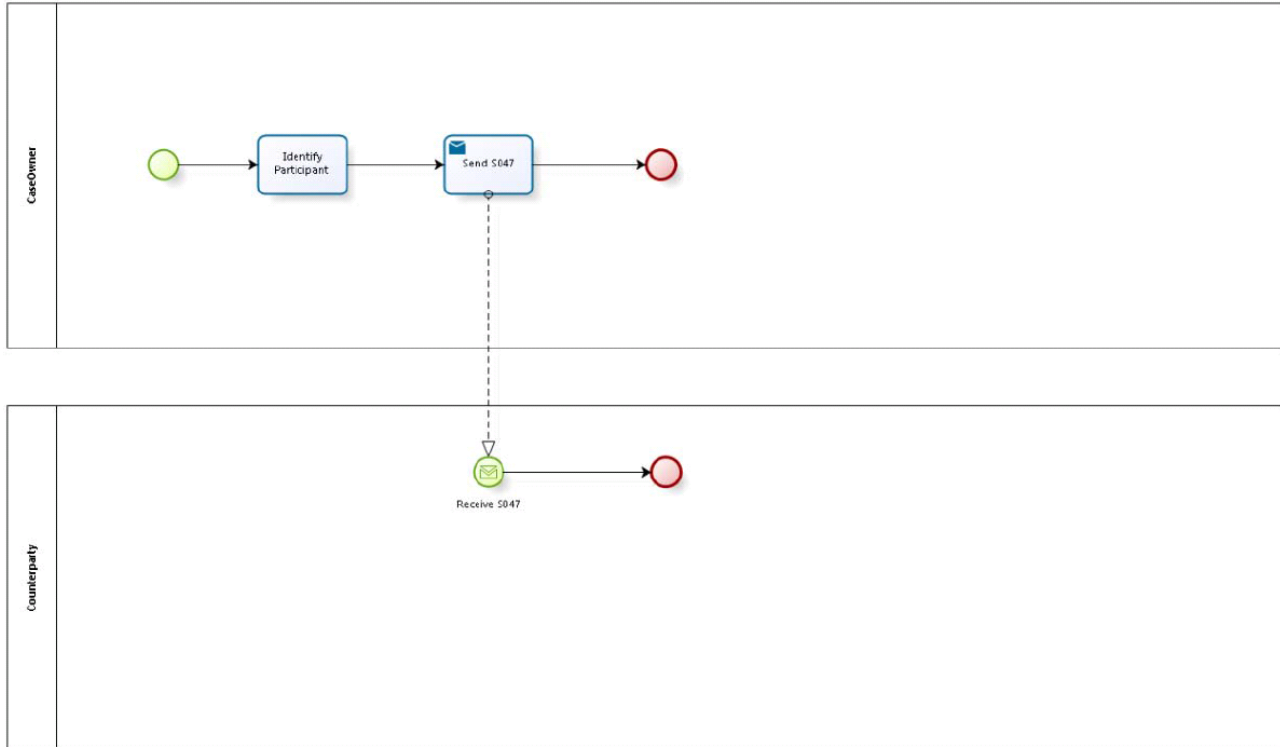 CaseOwner
Identify
Participant
Send S047
Receive S047
Counterparty